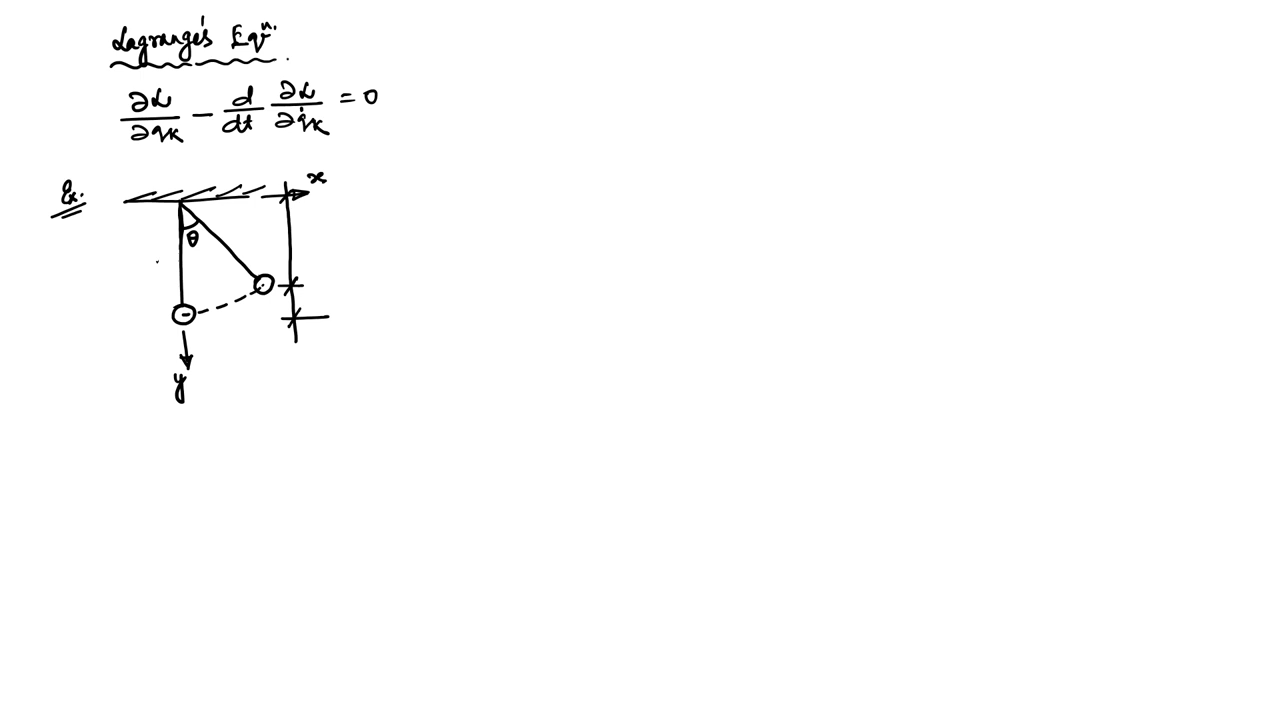 Lagrange's Eqⁿ.
∂L/∂qₖ - d/dt ∂L/∂q̇ₖ = 0
Ex.
x
θ
y